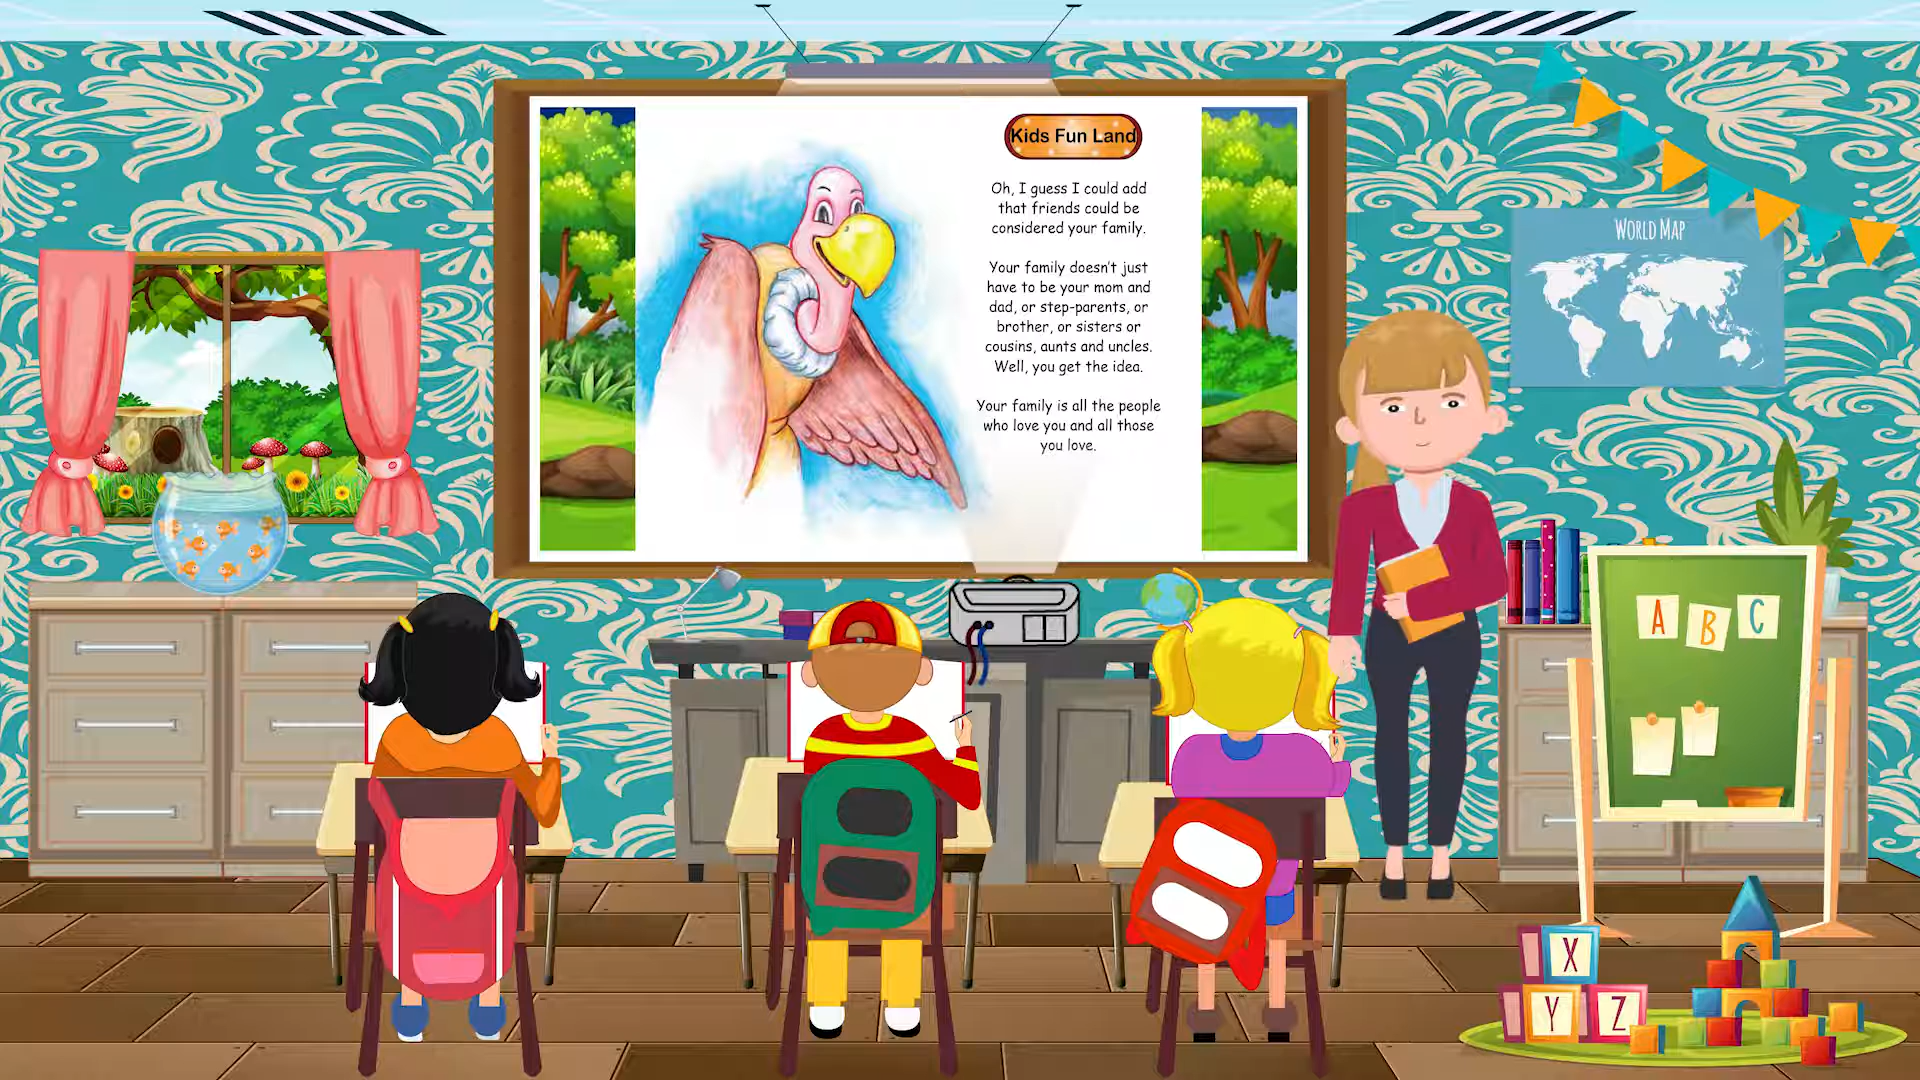 Kids Fun Land
Oh, I guess I could add
that friends could be
considered your family.
Your family doesn't just
have to be your mom and
dad, or step-parents, or
brother, or sisters or
cousins, aunts and uncles.
Well, you get the idea.
Your family is all the people
who love you and all those
you love.
WORLD MAP
A B C
X
Y Z